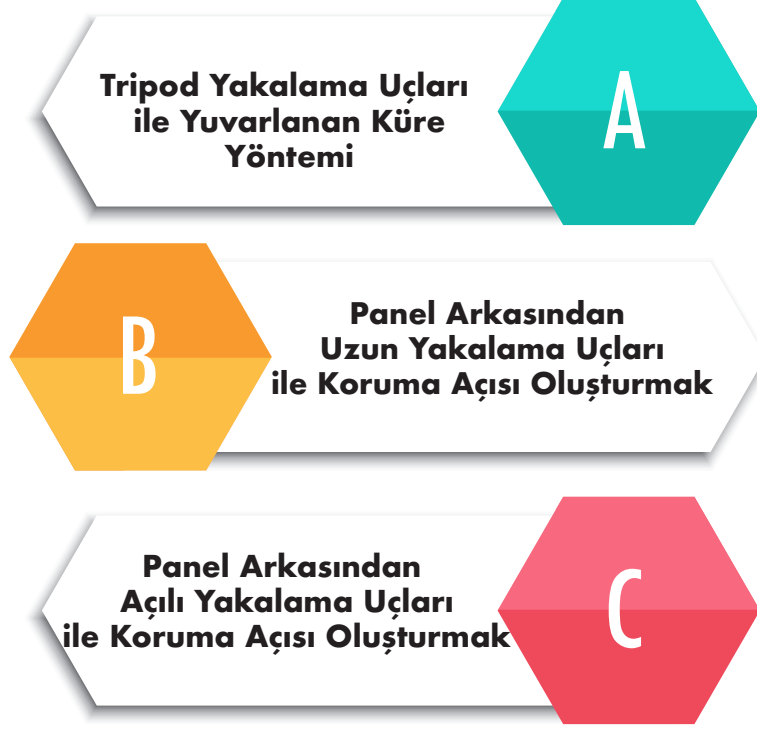 Tripod Yakalama Uçları
ile Yuvarlanan Küre
Yöntemi
A
B
Panel Arkasından
Uzun Yakalama Uçları
ile Koruma Açısı Oluşturmak
Panel Arkasından
Açılı Yakalama Uçları
ile Koruma Açısı Oluşturmak
C